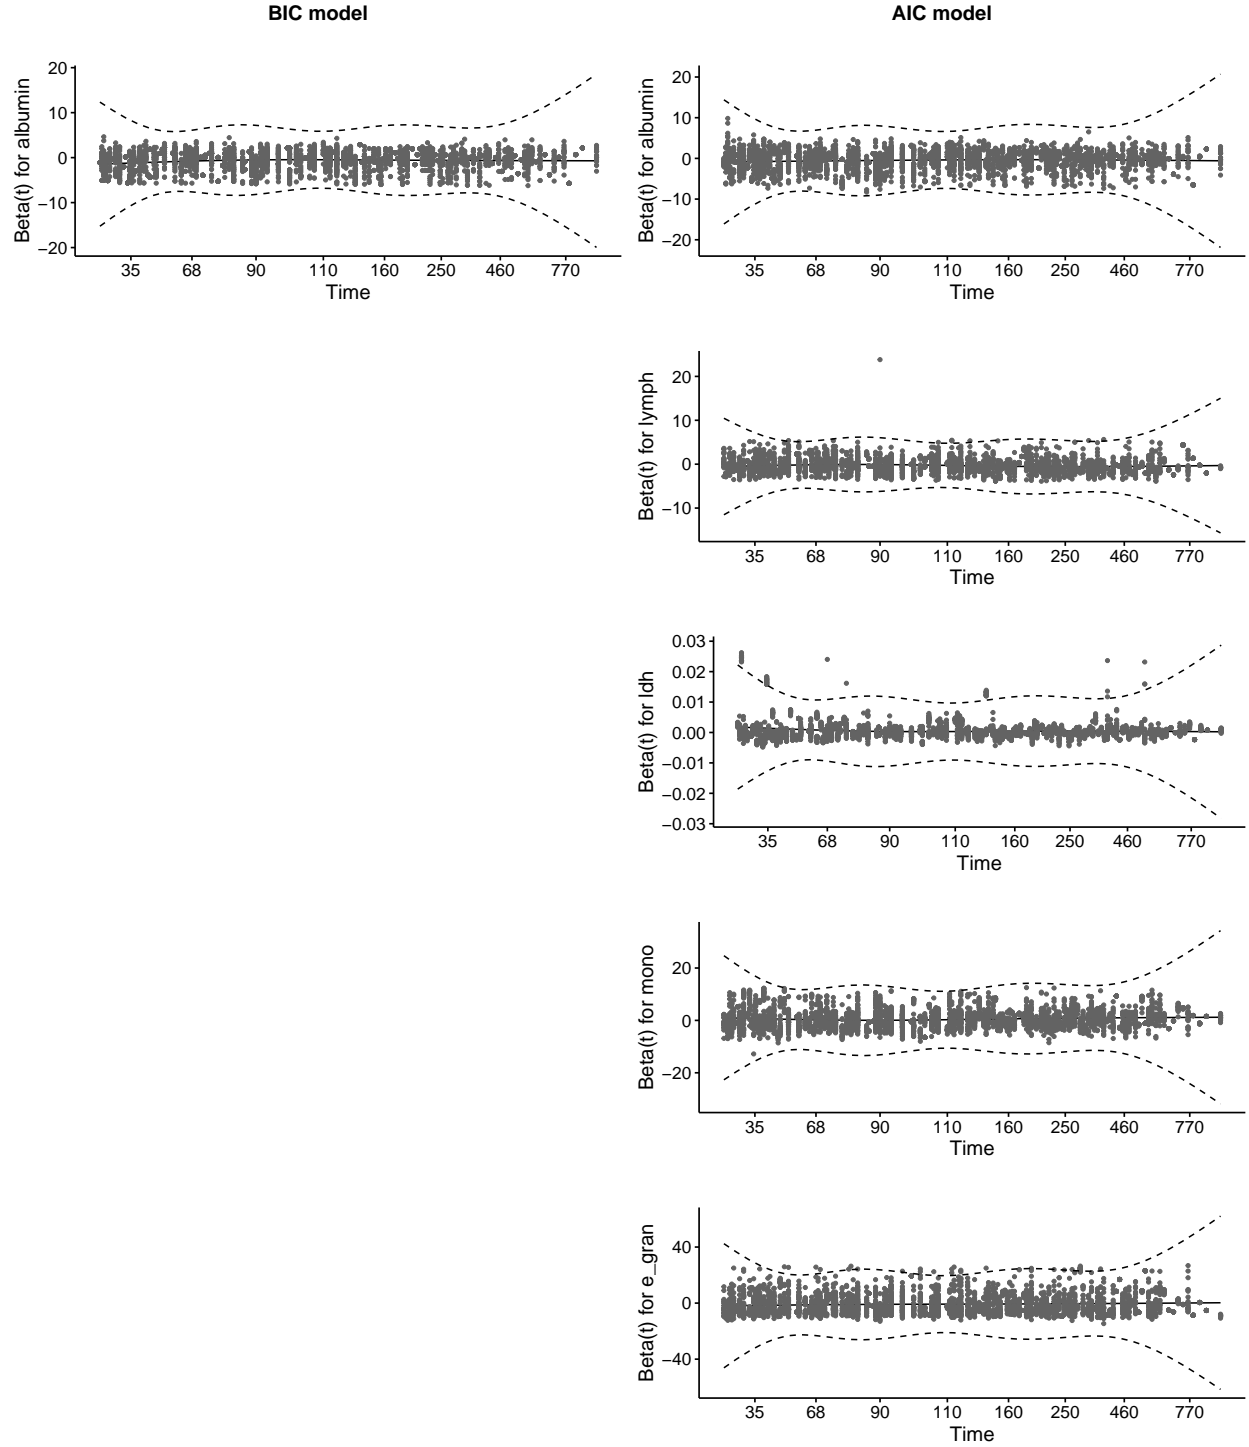 BIC model
AIC model
Beta(t) for albumin
20
10
0
−10
−20
35 68 90 110 160 250 460 770
Time
Beta(t) for albumin
20
10
0
−10
−20
35 68 90 110 160 250 460 770
Time
Beta(t) for lymph
20
10
0
−10
35 68 90 110 160 250 460 770
Time
Beta(t) for ldh
0.03
0.02
0.01
0.00
−0.01
−0.02
−0.03
35 68 90 110 160 250 460 770
Time
Beta(t) for mono
20
0
−20
35 68 90 110 160 250 460 770
Time
Beta(t) for e_gran
40
0
−40
35 68 90 110 160 250 460 770
Time